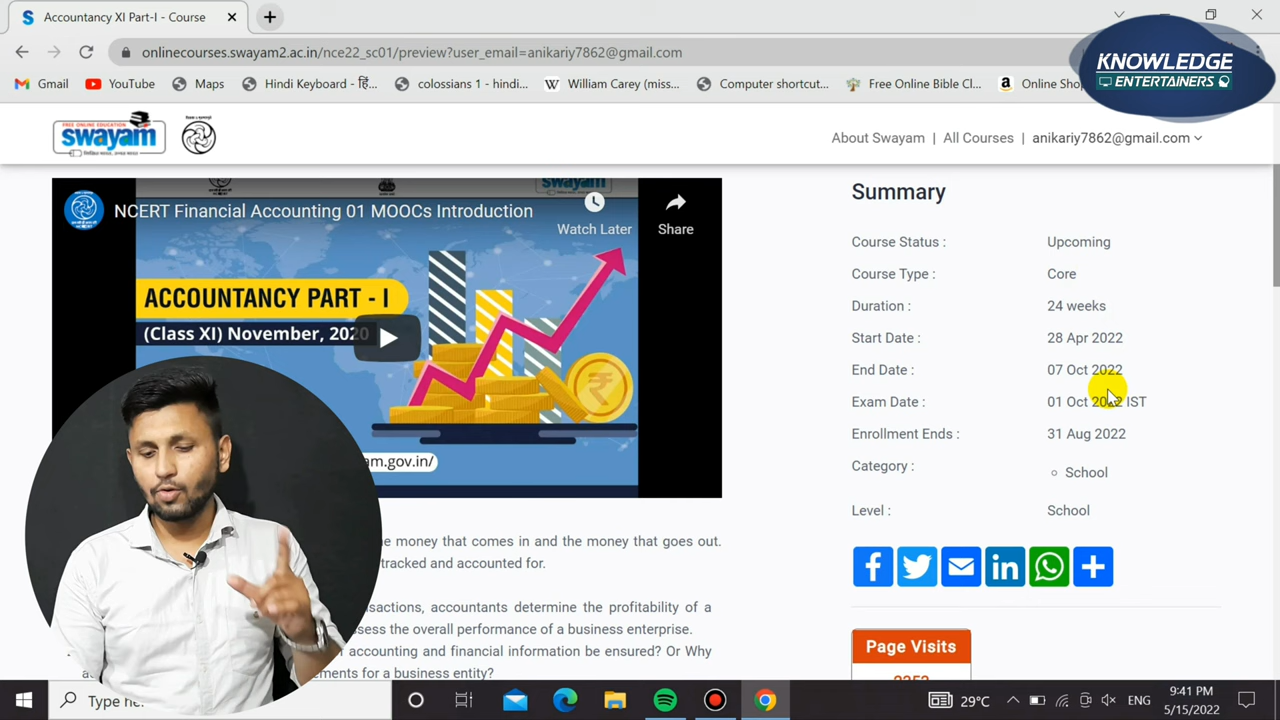 Accountancy XI Part-I - Course
onlinecourses.swayam2.ac.in/nce22_sc01/preview?user_email=anikariy7862@gmail.com
KNOWLEDGE
ENTERTAINERS
Gmail
YouTube
Maps
Hindi Keyboard - हिं...
colossians 4 - Hindi...
William Carey (miss...
Computer shortcut...
Free Online Bible Cl...
Online Shop
FREE ONLINE EDUCATION
swayam
About Swayam | All Courses | anikariy7862@gmail.com
NCERT Financial Accounting 01 MOOCs Introduction
Watch Later
Share
swayam
ACCOUNTANCY PART - I
(Class XI) November, 2020
am.gov.in/
Summary
Course Status : Upcoming
Course Type : Core
Duration : 24 weeks
Start Date : 28 Apr 2022
End Date : 07 Oct 2022
Exam Date : 01 Oct 2022 IST
Enrollment Ends : 31 Aug 2022
Category : School
Level : School
the money that comes in and the money that goes out.
tracked and accounted for.
accountants determine the profitability of a
the overall performance of a business enterprise.
accounting and financial information be ensured? Or Why
for a business entity?
Page Visits
Type
29°C
ENG
9:41 PM
5/15/2022